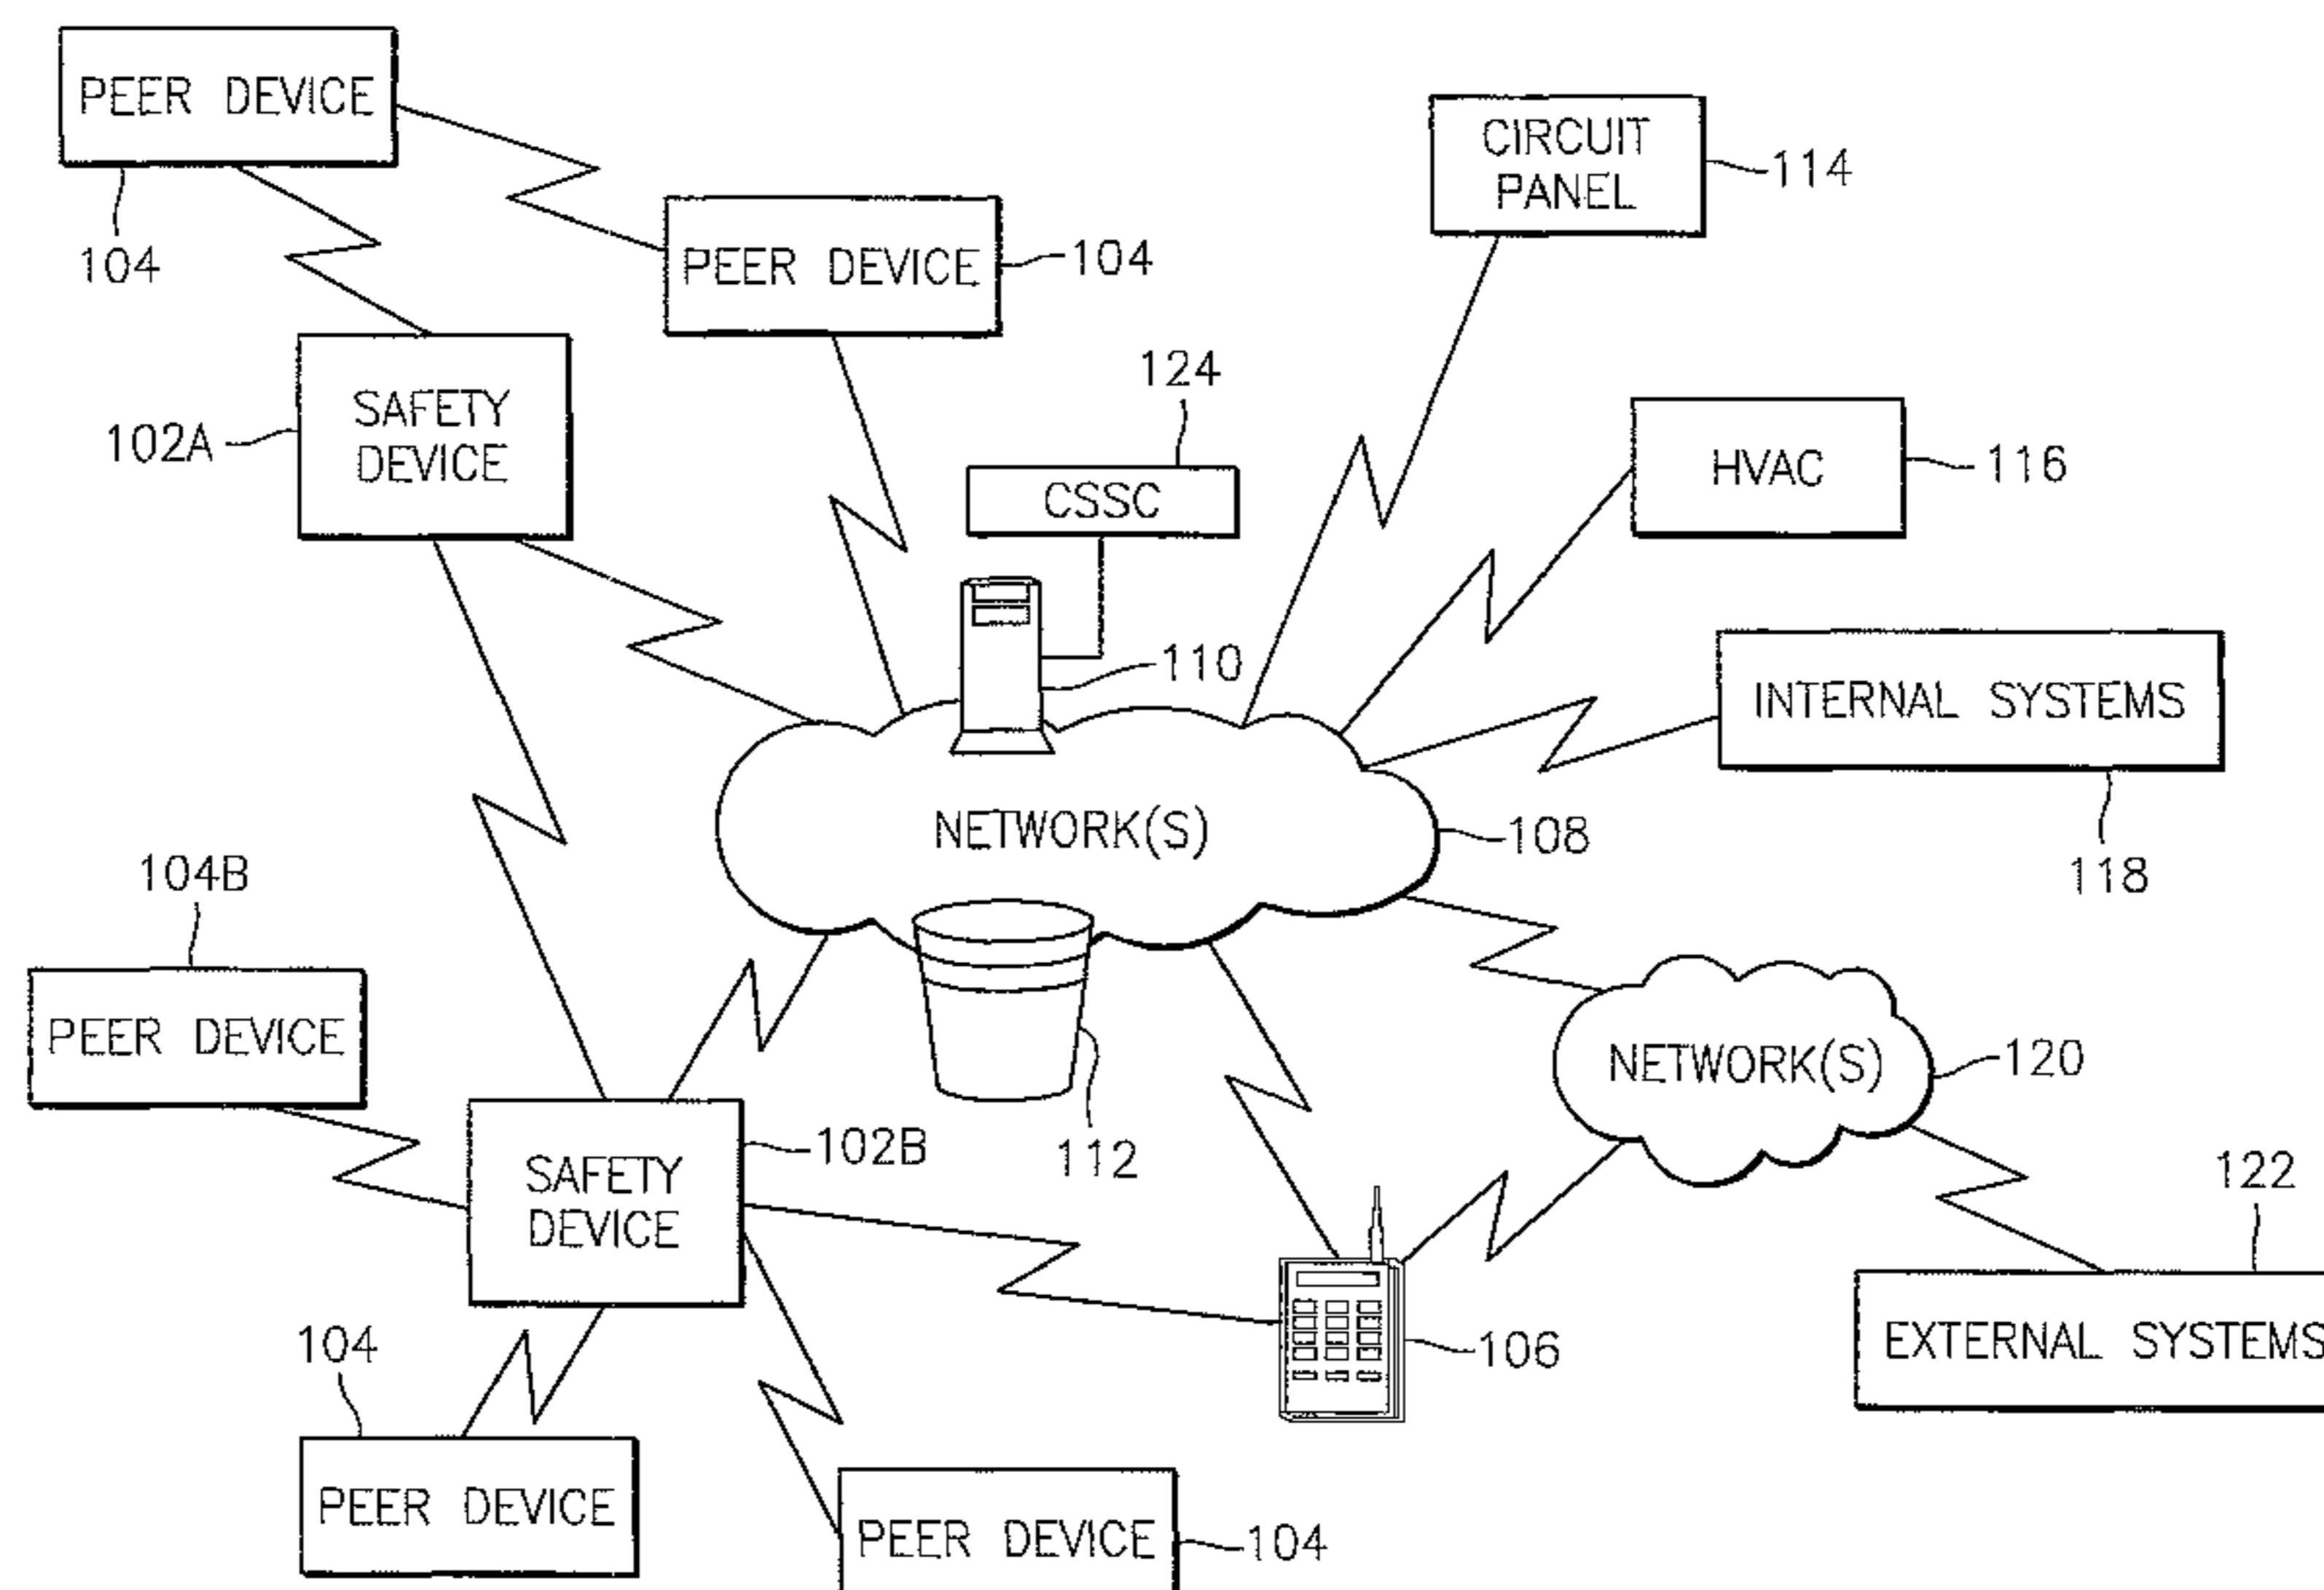 PEER DEVICE
104
PEER DEVICE
104
CIRCUIT
PANEL
114
SAFETY
DEVICE
102A
124
CSSC
HVAC
116
110
INTERNAL SYSTEMS
118
NETWORK(S)
108
104B
PEER DEVICE
112
NETWORK(S)
120
SAFETY
DEVICE
102B
122
EXTERNAL SYSTEMS
106
104
PEER DEVICE
PEER DEVICE
104